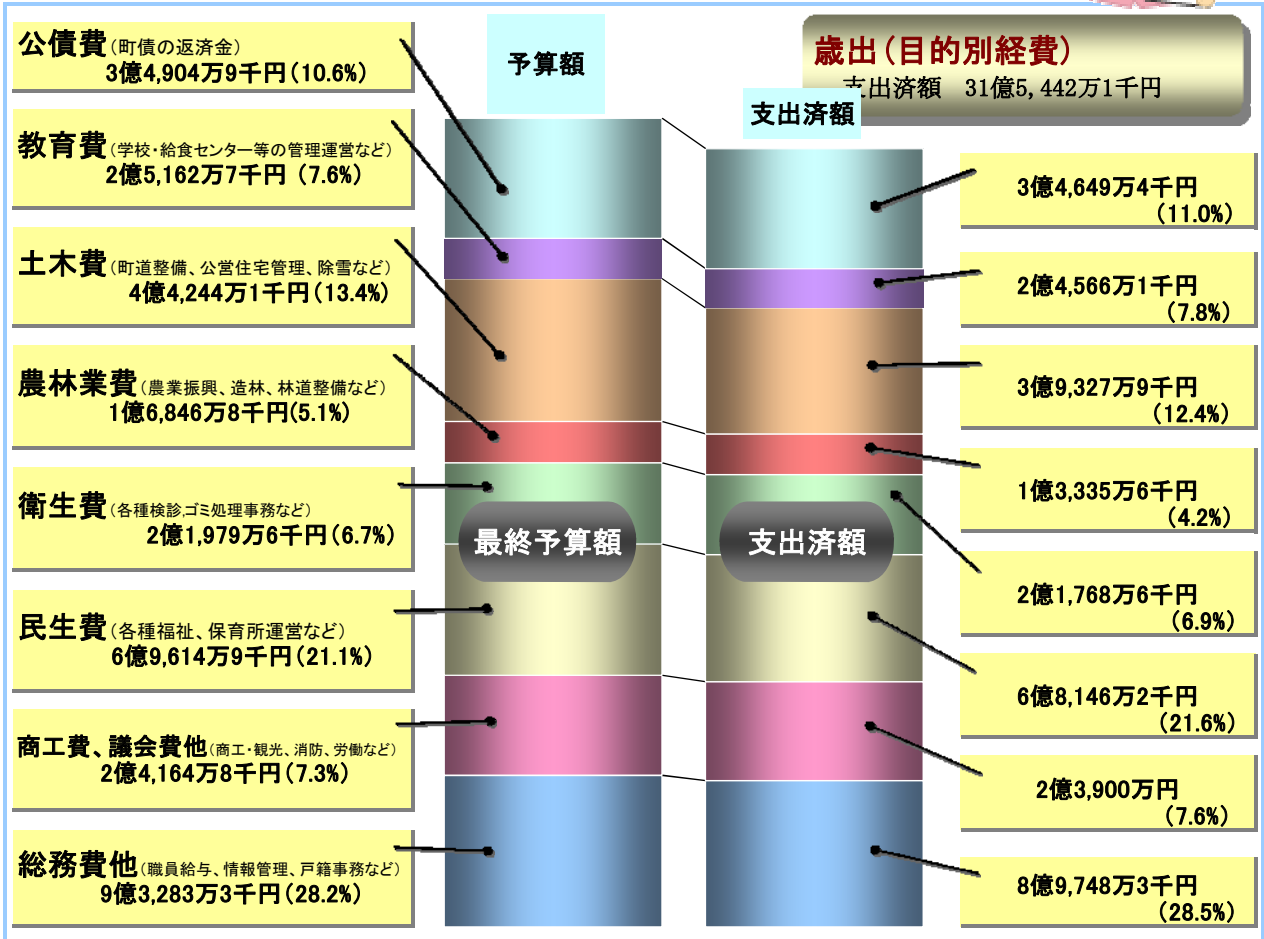 歳出（目的別経費）
支出済額　31億5,442万1千円
予算額
支出済額
公債費（町債の返済金）
3億4,904万9千円（10.6%）
教育費（学校・給食センター等の管理運営など）
2億5,162万7千円（7.6%）
土木費（町道整備、公営住宅管理、除雪など）
4億4,244万1千円（13.4%）
農林業費（農業振興、造林、林道整備など）
1億6,846万8千円（5.1%）
衛生費（各種検診,ゴミ処理事務など）
2億1,979万6千円（6.7%）
民生費（各種福祉、保育所運営など）
6億9,614万9千円（21.1%）
商工費、議会費他（商工・観光、消防、労働など）
2億4,164万8千円（7.3%）
総務費他（職員給与、情報管理、戸籍事務など）
9億3,283万3千円（28.2%）
最終予算額
支出済額
3億4,649万4千円
（11.0%）
2億4,566万1千円
（7.8%）
3億9,327万9千円
（12.4%）
1億3,335万6千円
（4.2%）
2億1,768万6千円
（6.9%）
6億8,146万2千円
（21.6%）
2億3,900万円
（7.6%）
8億9,748万3千円
（28.5%）